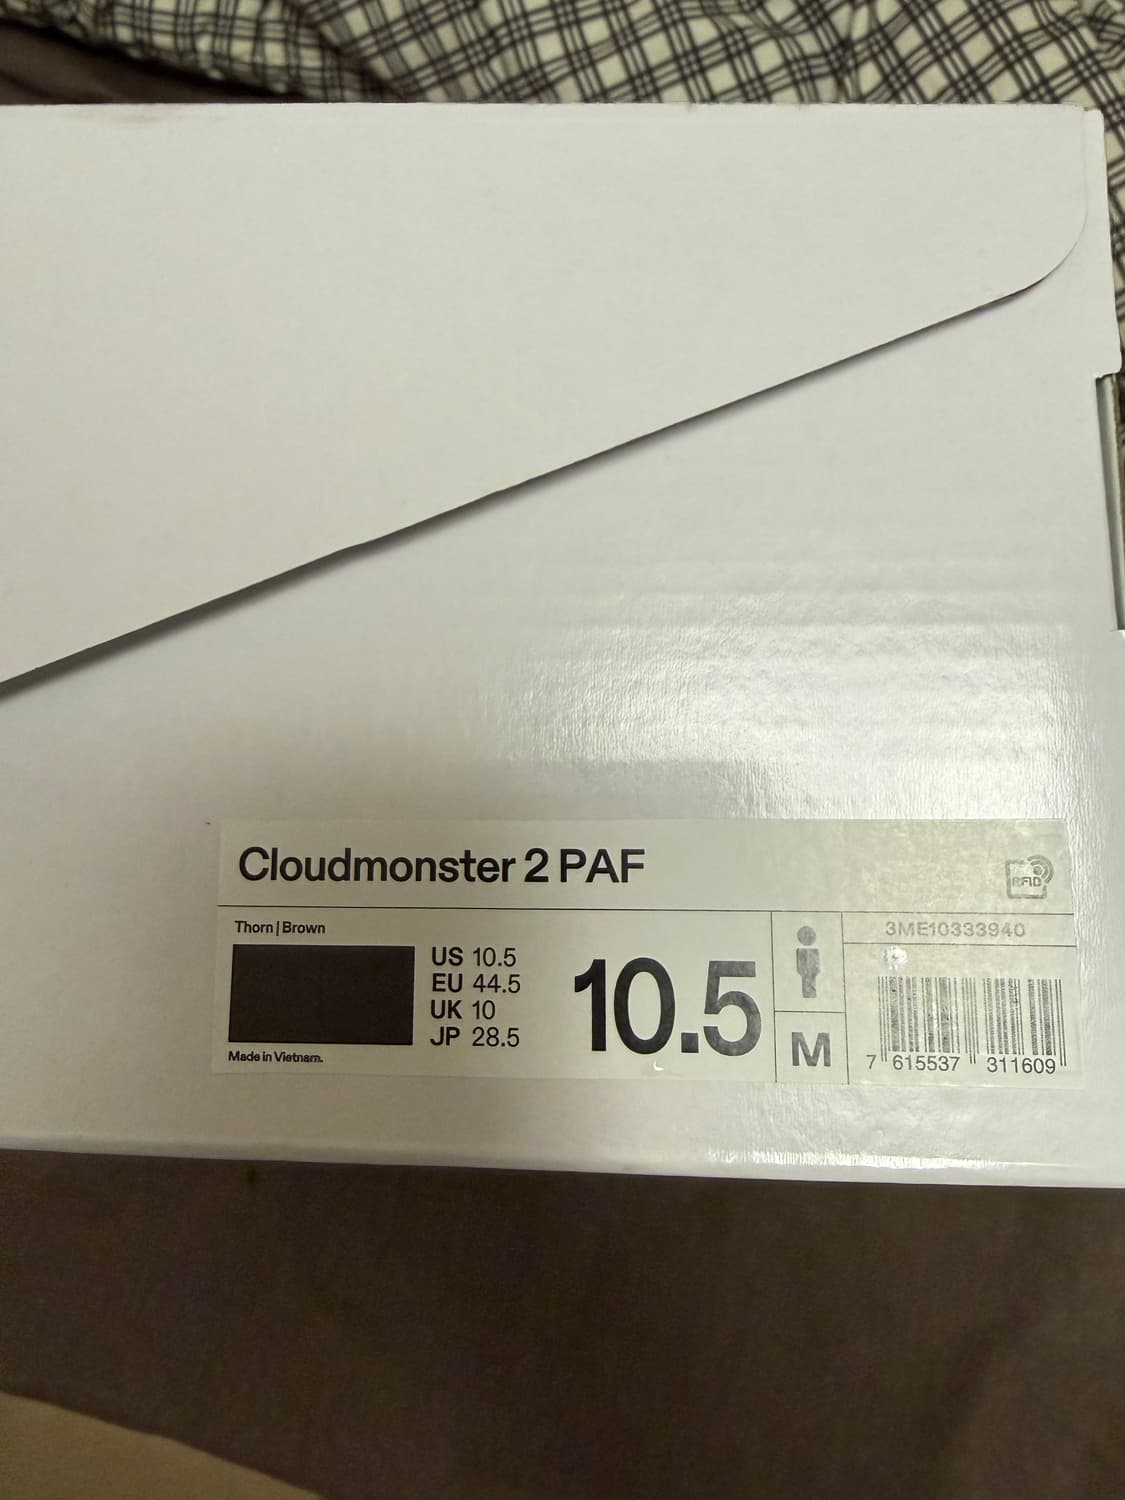 Cloudmonster 2 PAF
RFID
Thorn | Brown
US 10.5
EU 44.5
UK 10
JP 28.5
Made in Vietnam.
10.5
M
3ME10333940
7 615537 311609